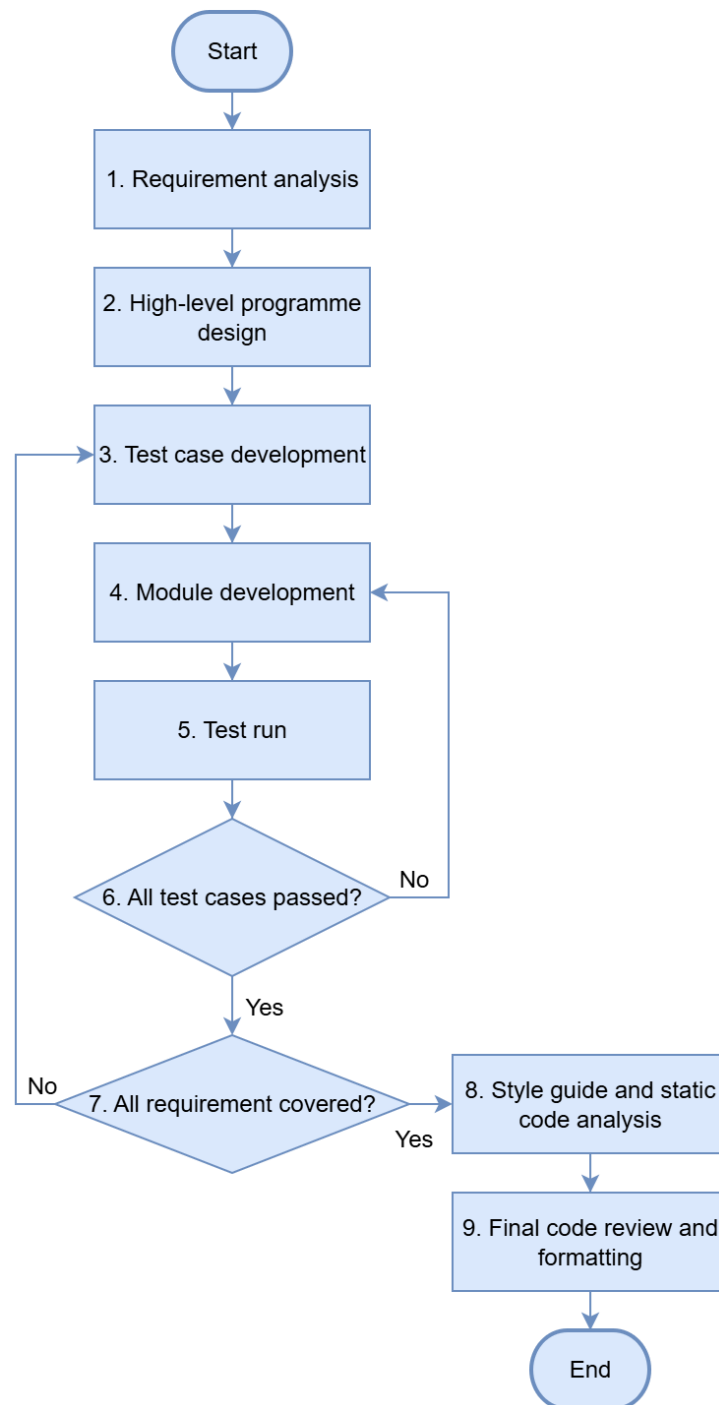 Start
1. Requirement analysis
2. High-level programme
design
3. Test case development
4. Module development
5. Test run
6. All test cases passed?
No
Yes
7. All requirement covered?
No
Yes
8. Style guide and static
code analysis
9. Final code review and
formatting
End